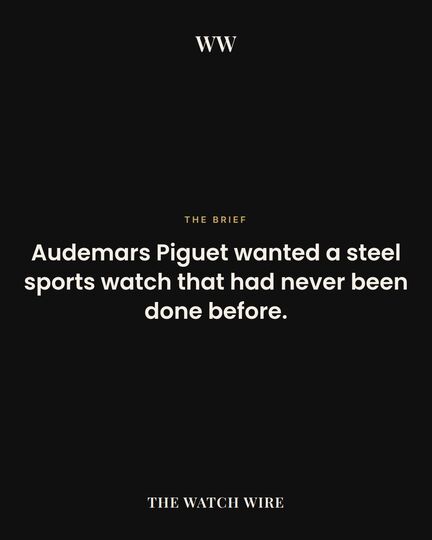 WW
THE BRIEF
Audemars Piguet wanted a steel
sports watch that had never been
done before.
THE WATCH WIRE